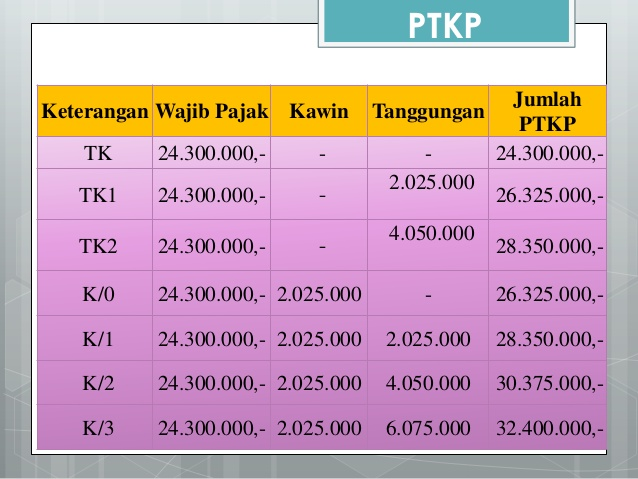 PTKP
Keterangan Wajib Pajak Kawin Tanggungan Jumlah PTKP
TK 24.300.000,- - - 24.300.000,-
TK1 24.300.000,- - 2.025.000 26.325.000,-
TK2 24.300.000,- - 4.050.000 28.350.000,-
K/0 24.300.000,- 2.025.000 - 26.325.000,-
K/1 24.300.000,- 2.025.000 2.025.000 28.350.000,-
K/2 24.300.000,- 2.025.000 4.050.000 30.375.000,-
K/3 24.300.000,- 2.025.000 6.075.000 32.400.000,-